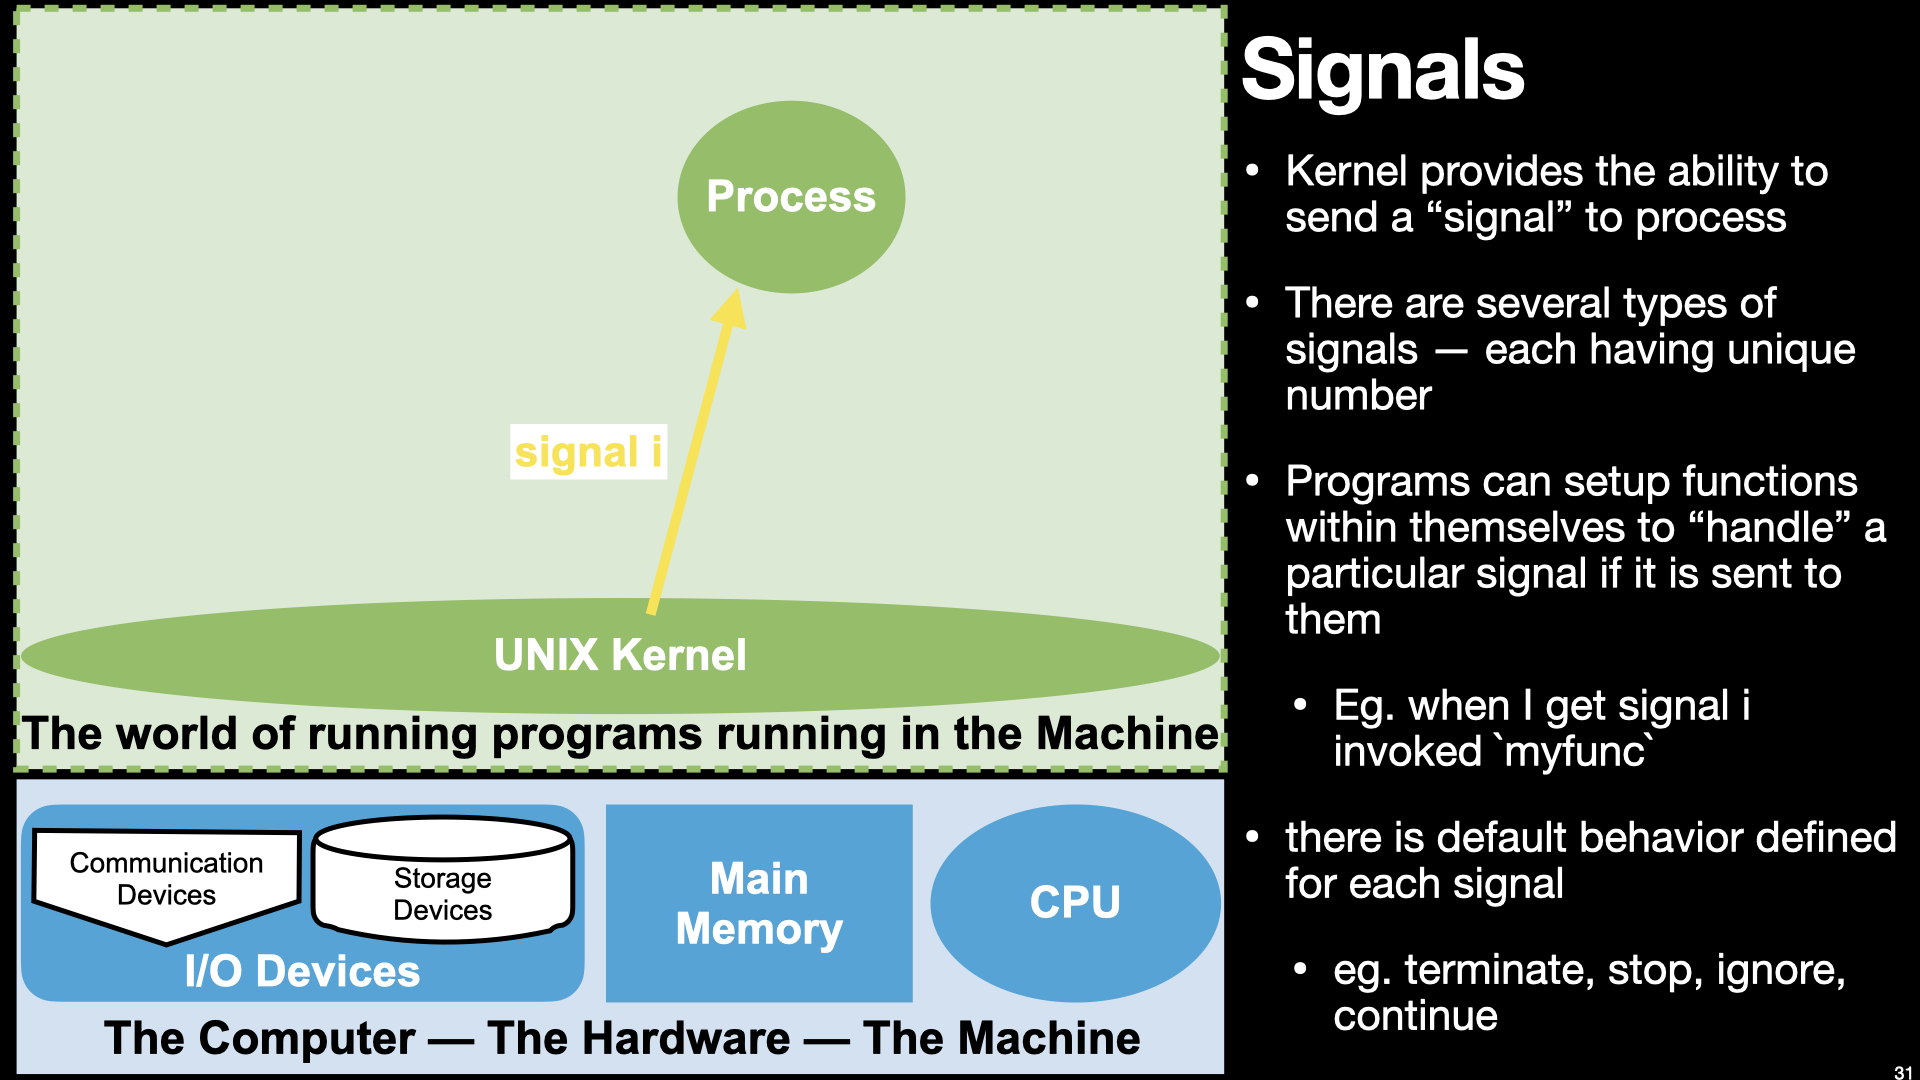 Process
signal i
UNIX Kernel
The world of running programs running in the Machine
Communication
Devices
Storage
Devices
I/O Devices
Main
Memory
CPU
The Computer — The Hardware — The Machine
Signals
• Kernel provides the ability to
send a “signal” to process
• There are several types of
signals — each having unique
number
• Programs can setup functions
within themselves to “handle” a
particular signal if it is sent to
them
• Eg. when I get signal i
invoked `myfunc`
• there is default behavior defined
for each signal
• eg. terminate, stop, ignore,
continue
31